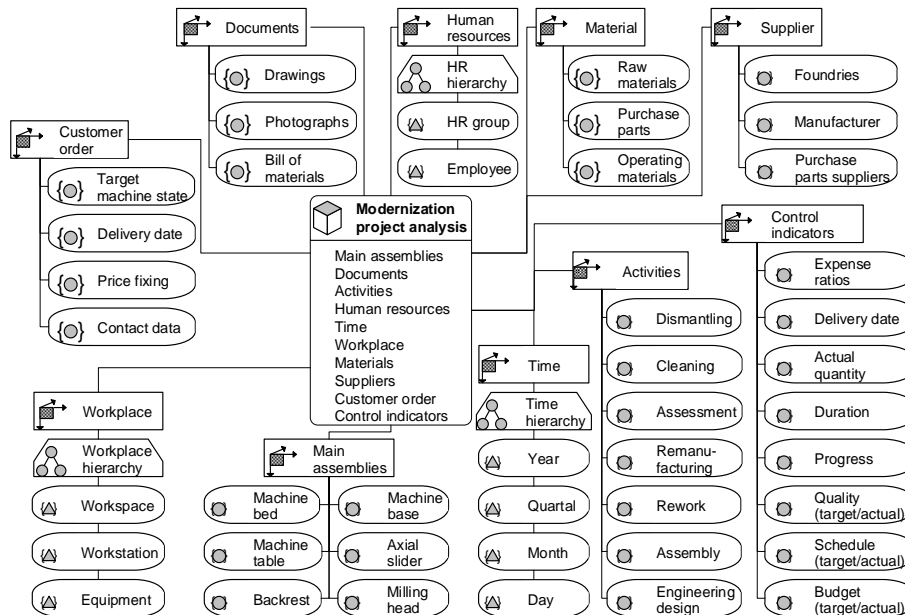 Documents
Drawings
Photographs
Bill of
materials
Human
resources
HR
hierarchy
HR group
Employee
Material
Raw
materials
Purchase
parts
Operating
materials
Supplier
Foundries
Manufacturer
Purchase
parts suppliers
Customer
order
Target
machine state
Delivery date
Price fixing
Contact data
Modernization
project analysis
Main assemblies
Documents
Activities
Human resources
Time
Workplace
Materials
Suppliers
Customer order
Control indicators
Control
indicators
Expense
ratios
Delivery date
Actual
quantity
Duration
Progress
Quality
(target/actual)
Schedule
(target/actual)
Budget
(target/actual)
Activities
Dismantling
Cleaning
Assessment
Remanu-
facturing
Rework
Assembly
Engineering
design
Time
Time
hierarchy
Year
Quartal
Month
Day
Workplace
Workplace
hierarchy
Workspace
Workstation
Equipment
Main
assemblies
Machine
bed
Machine
base
Machine
table
Axial
slider
Backrest
Milling
head